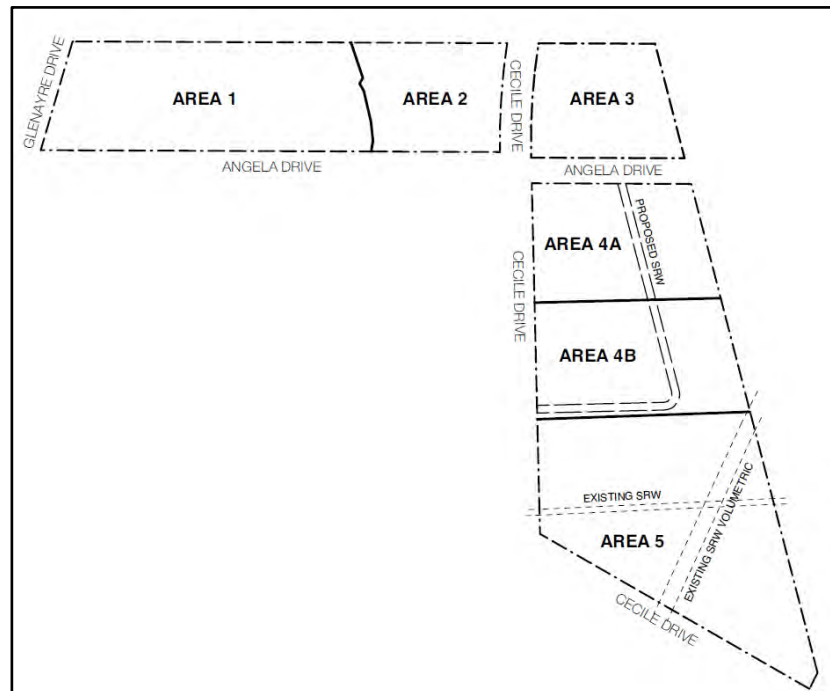 GLENAYRE DRIVE
AREA 1
AREA 2
CECILE DRIVE
AREA 3
ANGELA DRIVE
ANGELA DRIVE
AREA 4A
PROPOSED SRW
CECILE DRIVE
AREA 4B
EXISTING SRW
EXISTING SRW VOLUMETRIC
AREA 5
CECILE DRIVE